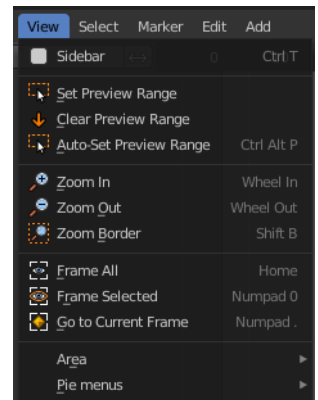 View Select Marker Edit Add
Sidebar 0 Ctrl T
Set Preview Range
Clear Preview Range
Auto-Set Preview Range Ctrl Alt P
Zoom In Wheel In
Zoom Out Wheel Out
Zoom Border Shift B
Frame All Home
Frame Selected Numpad 0
Go to Current Frame Numpad .
Area
Pie menus